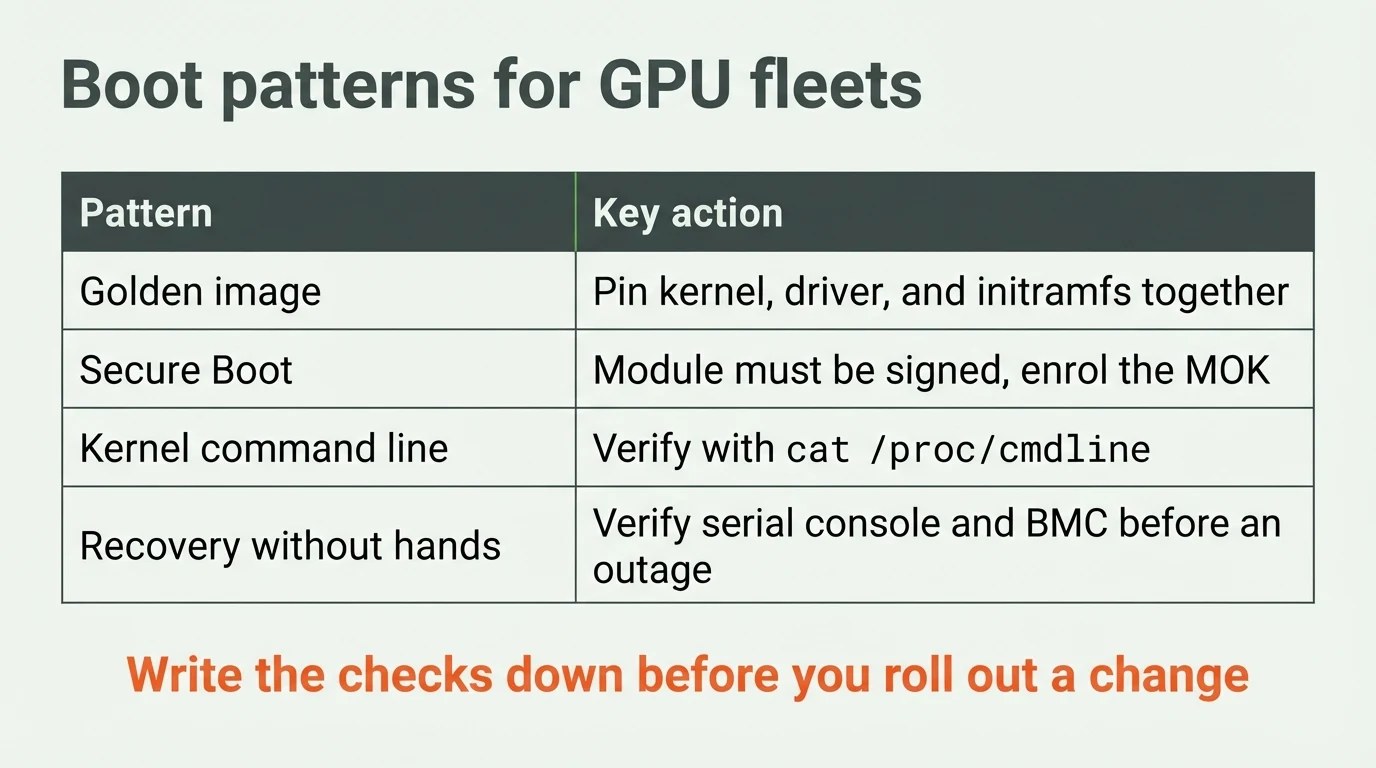 Boot patterns for GPU fleets
Pattern
Key action
Golden image
Pin kernel, driver, and initramfs together
Secure Boot
Module must be signed, enrol the MOK
Kernel command line
Verify with cat /proc/cmdline
Recovery without hands
Verify serial console and BMC before an
outage
Write the checks down before you roll out a change